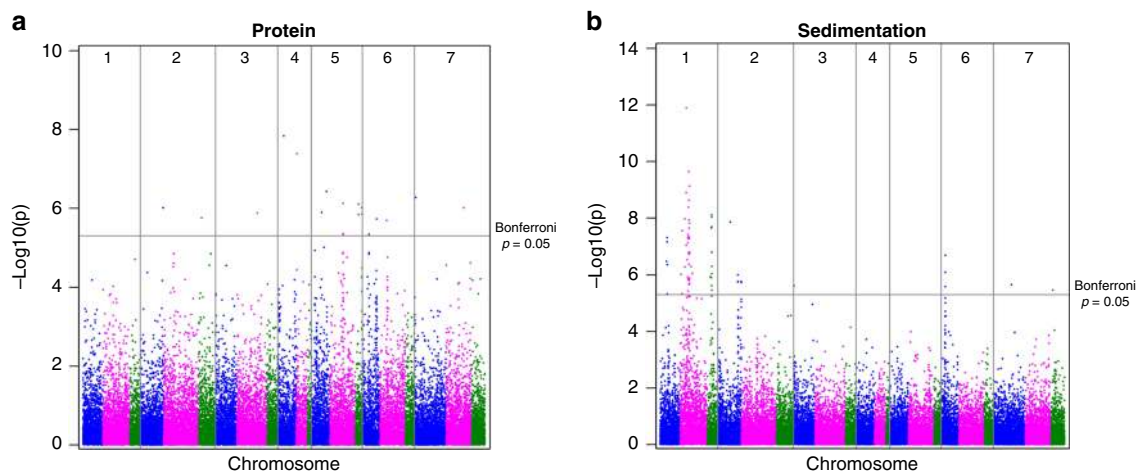 a
Protein
10
8
6
4
2
0
–Log10(p)
1 2 3 4 5 6 7
Bonferroni
p = 0.05
Chromosome
b
Sedimentation
14
12
10
8
6
4
2
0
–Log10(p)
1 2 3 4 5 6 7
Bonferroni
p = 0.05
Chromosome